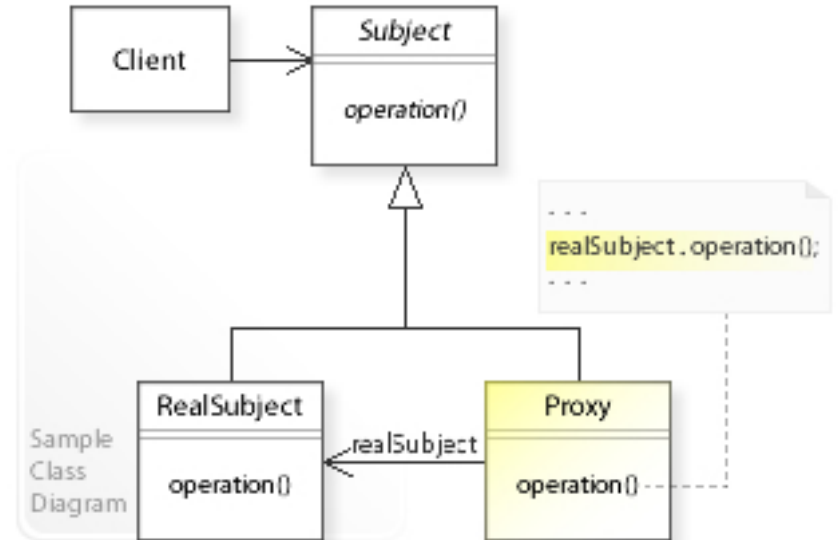 Client
Subject
operation()
- - -
realSubject.operation();
- - -
RealSubject
operation()
realSubject
Proxy
operation()
Sample
Class
Diagram